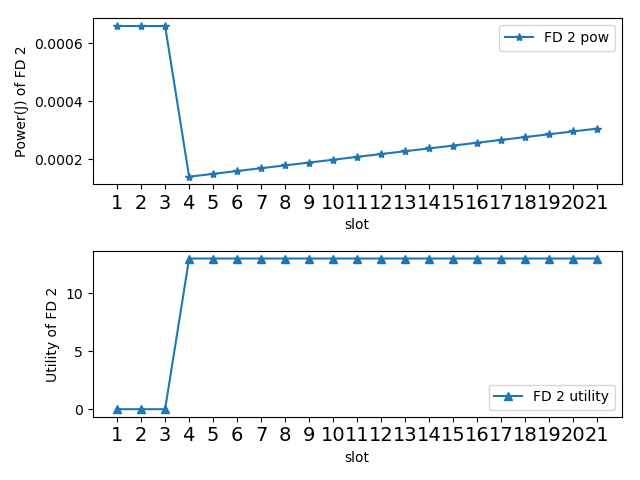 Power(J) of FD 2
0.0006
0.0004
0.0002
FD 2 pow
1 2 3 4 5 6 7 8 9 10 11 12 13 14 15 16 17 18 19 20 21
slot
Utility of FD 2
10
5
0
FD 2 utility
1 2 3 4 5 6 7 8 9 10 11 12 13 14 15 16 17 18 19 20 21
slot